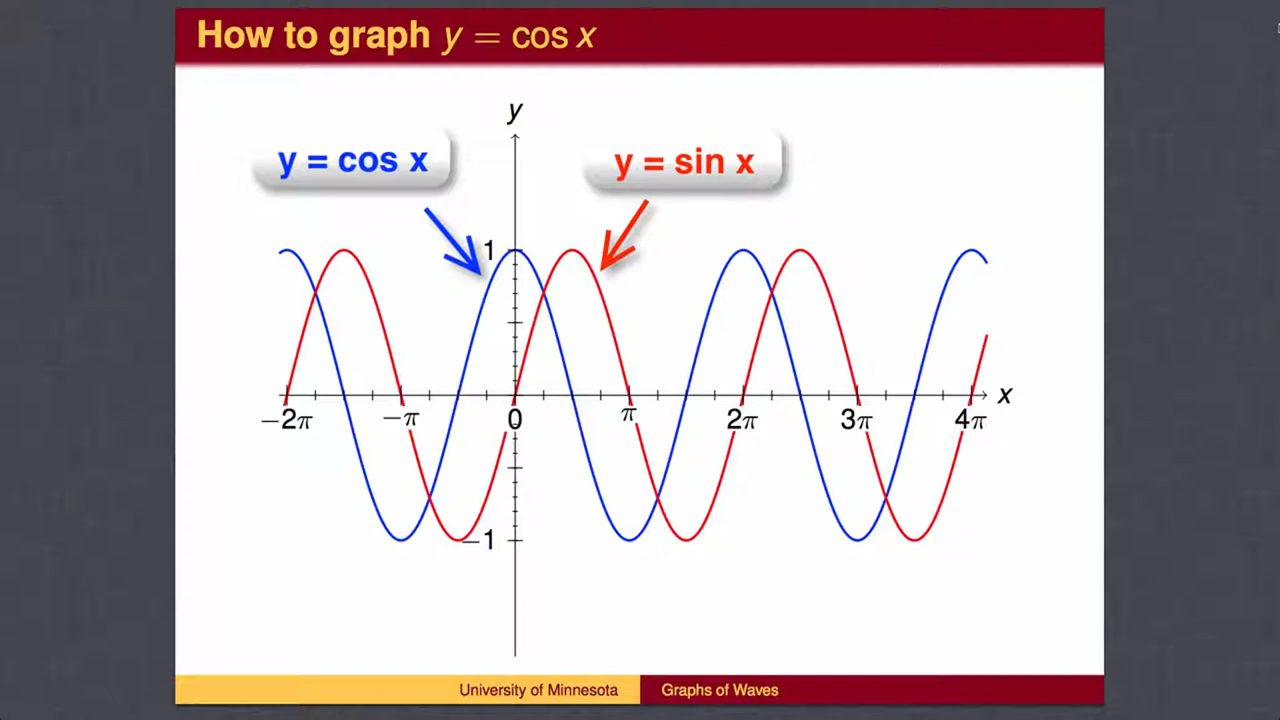 How to graph y = cos x
y
y = cos x
y = sin x
1
x
−2π −π 0 π 2π 3π 4π
−1
University of Minnesota Graphs of Waves